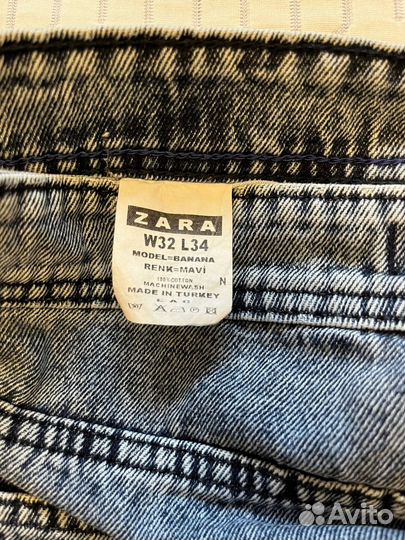 ZARA
W32 L34
MODEL=BANANA
RENK=MAVİ
100%COTTON
MACHINEWASH
MADE IN TURKEY
N
Avito